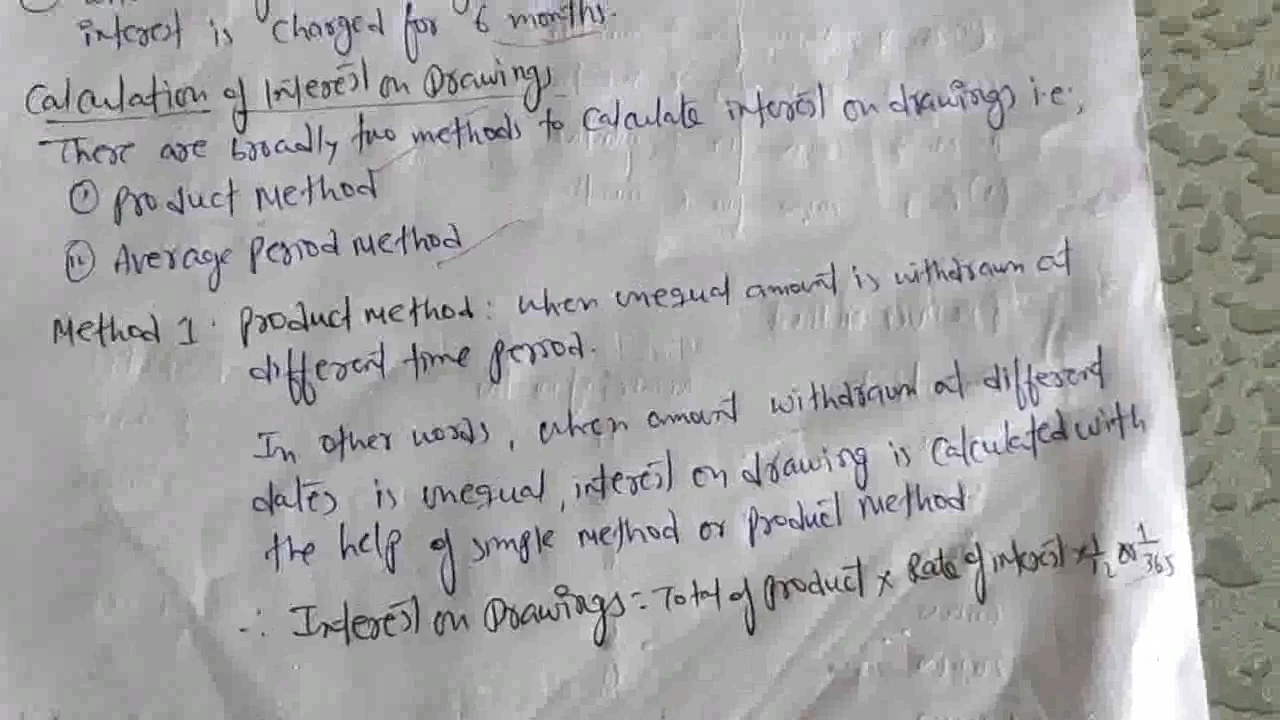 interest is charged for 6 months.
Calculation of Interest on Drawings
There are broadly two methods to calculate interest on drawings i.e;
(i) Product Method
(ii) Average Period Method
Method 1. Product method: when unequal amount is withdrawn at
different time period.
In other words, when amount withdrawn at different
dates is unequal, interest on drawing is calculated with
the help of simple method or product method
∴ Interest on Drawings = Total of product × Rate of interest × 1/12 or 1/365